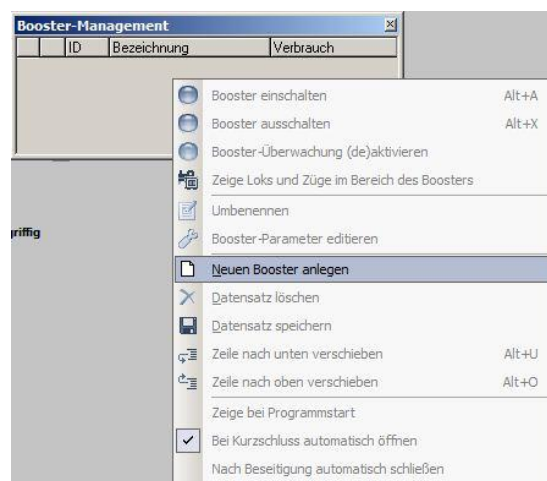 Booster-Management
ID Bezeichnung Verbrauch
Booster einschalten Alt+A
Booster ausschalten Alt+X
Booster-Überwachung (de)aktivieren
Zeige Loks und Züge im Bereich des Boosters
griffig
Umbenennen
Booster-Parameter editieren
Neuen Booster anlegen
Datensatz löschen
Datensatz speichern
Zeile nach unten verschieben Alt+U
Zeile nach oben verschieben Alt+O
Zeige bei Programmstart
Bei Kurzschluss automatisch öffnen
Nach Beseitigung automatisch schließen